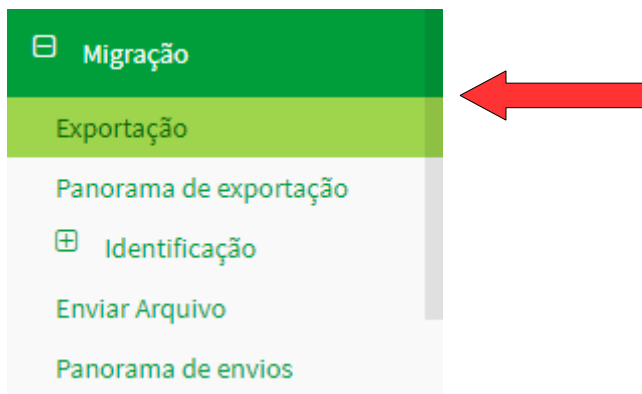 Migração
Exportação
Panorama de exportação
Identificação
Enviar Arquivo
Panorama de envios